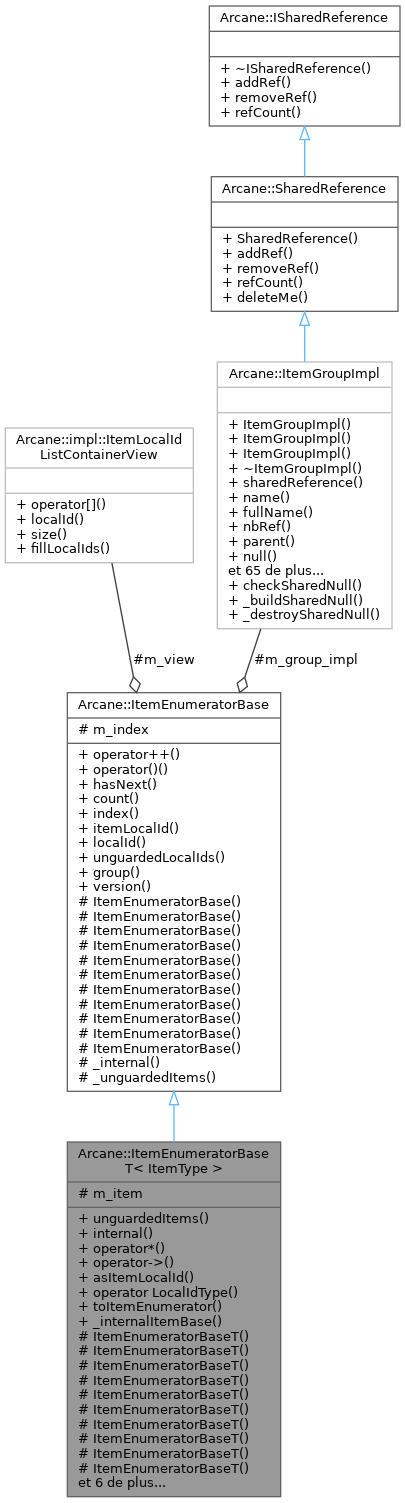 Arcane::ISharedReference
+ ~ISharedReference()
+ addRef()
+ removeRef()
+ refCount()
Arcane::SharedReference
+ SharedReference()
+ addRef()
+ removeRef()
+ refCount()
+ deleteMe()
Arcane::ItemGroupImpl
+ ItemGroupImpl()
+ ItemGroupImpl()
+ ItemGroupImpl()
+ ~ItemGroupImpl()
+ sharedReference()
+ name()
+ fullName()
+ nbRef()
+ parent()
+ null()
et 65 de plus...
+ checkSharedNull()
+ _buildSharedNull()
+ _destroySharedNull()
Arcane::impl::ItemLocalId
ListContainerView
+ operator[]()
+ localId()
+ size()
+ fillLocalIds()
#m_view
#m_group_impl
Arcane::ItemEnumeratorBase
# m_index
+ operator++()
+ operator()()
+ hasNext()
+ count()
+ index()
+ itemLocalId()
+ localId()
+ unguardedLocalIds()
+ group()
+ version()
# ItemEnumeratorBase()
# ItemEnumeratorBase()
# ItemEnumeratorBase()
# ItemEnumeratorBase()
# ItemEnumeratorBase()
# ItemEnumeratorBase()
# ItemEnumeratorBase()
# ItemEnumeratorBase()
# ItemEnumeratorBase()
# ItemEnumeratorBase()
# ItemEnumeratorBase()
# _internal()
# _unguardedItems()
Arcane::ItemEnumeratorBase
T< ItemType >
# m_item
+ unguardedItems()
+ internal()
+ operator*()
+ operator->()
+ asItemLocalId()
+ operator LocalIdType()
+ toItemEnumerator()
+ _internalItemBase()
# ItemEnumeratorBaseT()
# ItemEnumeratorBaseT()
# ItemEnumeratorBaseT()
# ItemEnumeratorBaseT()
# ItemEnumeratorBaseT()
# ItemEnumeratorBaseT()
# ItemEnumeratorBaseT()
# ItemEnumeratorBaseT()
# ItemEnumeratorBaseT()
# ItemEnumeratorBaseT()
et 6 de plus...